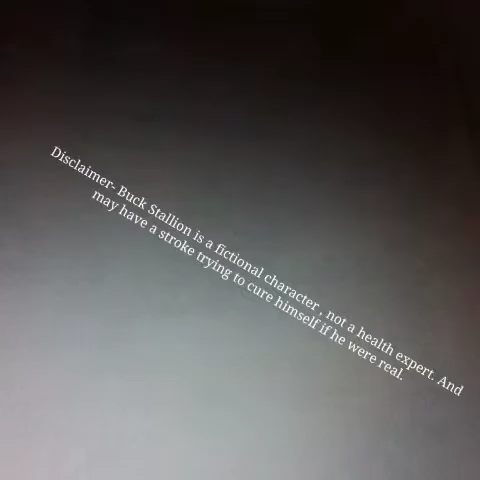 Disclaimer- Buck Stallion is a fictional character , not a health expert. And
may have a stroke trying to cure himself if he were real.